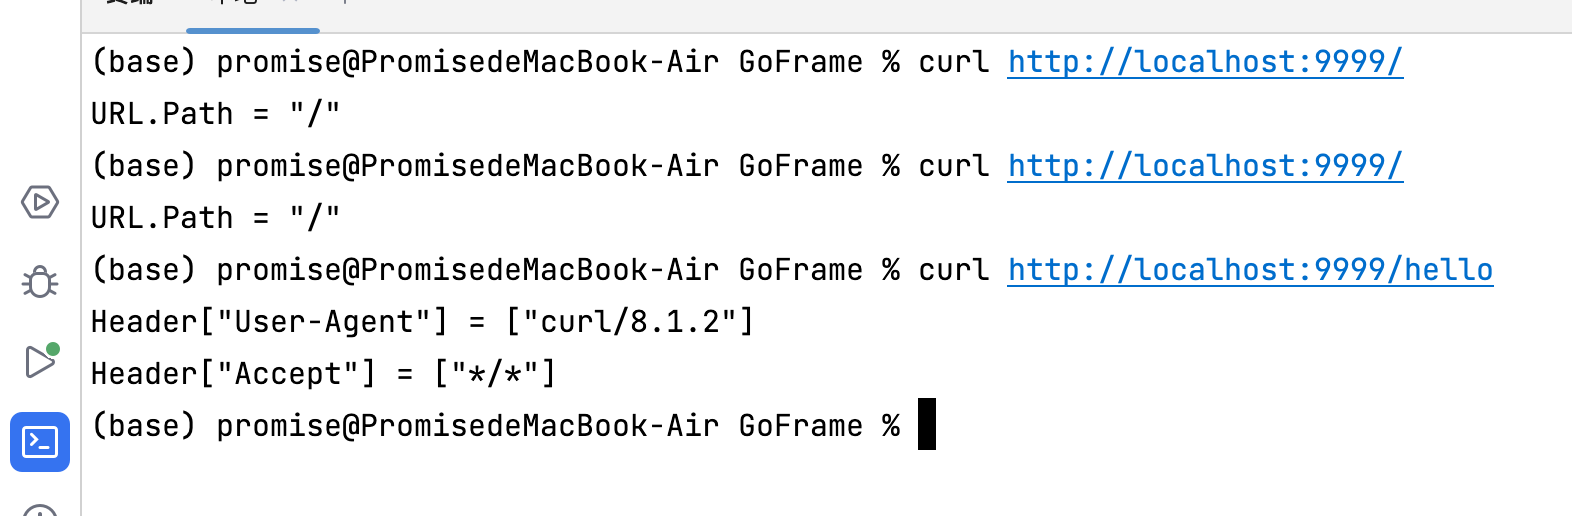 (base) promise@PromisedeMacBook-Air GoFrame % curl http://localhost:9999/
URL.Path = "/"
(base) promise@PromisedeMacBook-Air GoFrame % curl http://localhost:9999/
URL.Path = "/"
(base) promise@PromisedeMacBook-Air GoFrame % curl http://localhost:9999/hello
Header["User-Agent"] = ["curl/8.1.2"]
Header["Accept"] = ["*/*"]
(base) promise@PromisedeMacBook-Air GoFrame %